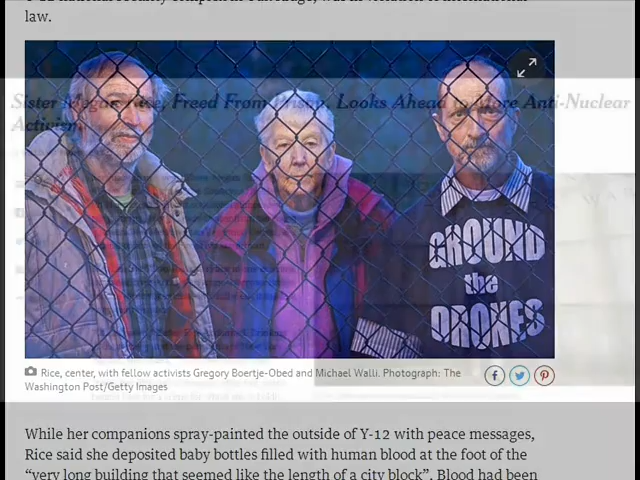 law.
Sister Megan Rice, Freed From Prison, Looks Ahead to More Anti-Nuclear
Activism
GROUND
the
DRONES
Rice, center, with fellow activists Gregory Boertje-Obed and Michael Walli. Photograph: The
Washington Post/Getty Images
While her companions spray-painted the outside of Y-12 with peace messages,
Rice said she deposited baby bottles filled with human blood at the foot of the
“very long building that seemed like the length of a city block”. Blood had been